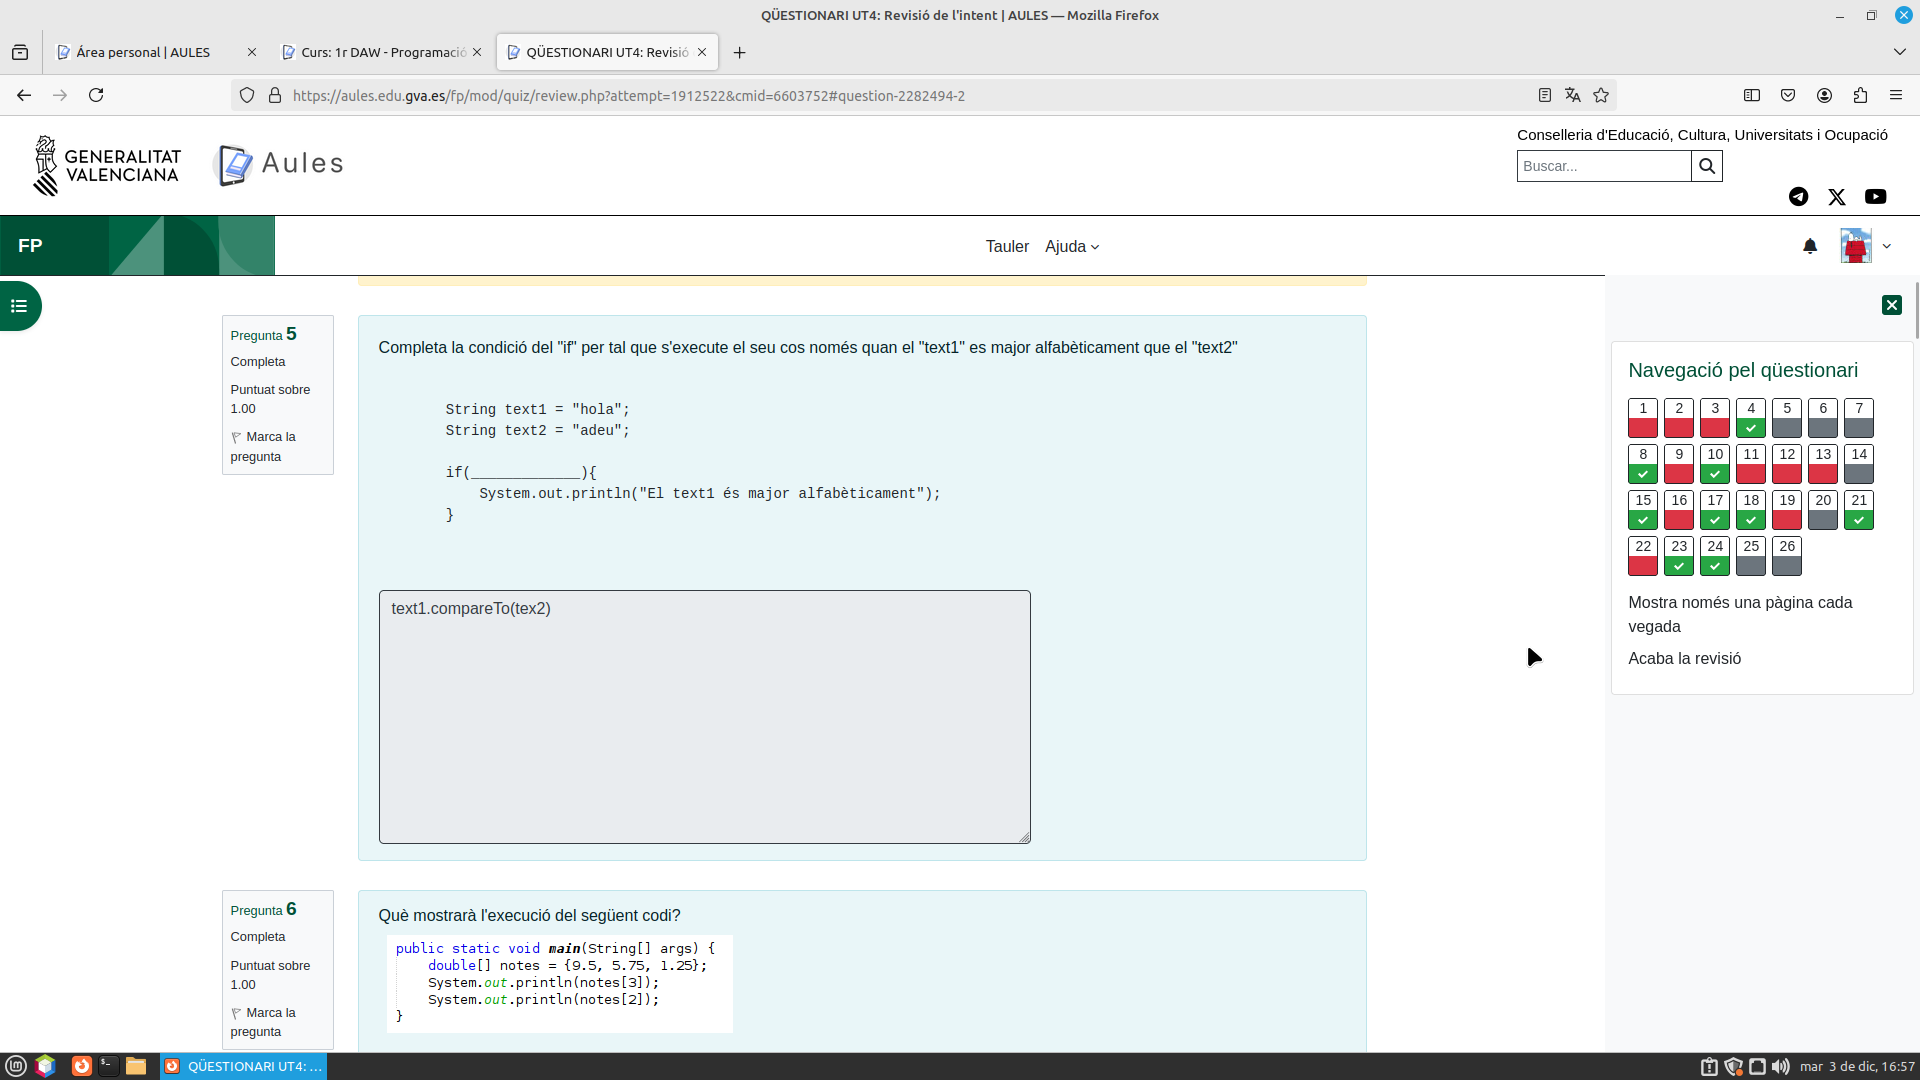 QÜESTIONARI UT4: Revisió de l'intent | AULES — Mozilla Firefox
Área personal | AULES
Curs: 1r DAW - Programació
QÜESTIONARI UT4: Revisió
https://aules.edu.gva.es/fp/mod/quiz/review.php?attempt=1912522&cmid=6603752#question-2282494-2
GENERALITAT
VALENCIANA
Aules
Conselleria d'Educació, Cultura, Universitats i Ocupació
Buscar...
FP
Tauler
Ajuda
Pregunta 5
Completa
Puntuat sobre
1.00
Marca la
pregunta
Completa la condició del "if" per tal que s'execute el seu cos només quan el "text1" es major alfabèticament que el "text2"
String text1 = "hola";
String text2 = "adeu";
if(_____________){
System.out.println("El text1 és major alfabèticament");
}
text1.compareTo(tex2)
Pregunta 6
Completa
Puntuat sobre
1.00
Marca la
pregunta
Què mostrarà l'execució del següent codi?
public static void main(String[] args) {
double[] notes = {9.5, 5.75, 1.25};
System.out.println(notes[3]);
System.out.println(notes[2]);
}
Navegació pel qüestionari
1 2 3 4 5 6 7
8 9 10 11 12 13 14
15 16 17 18 19 20 21
22 23 24 25 26
Mostra només una pàgina cada
vegada
Acaba la revisió
QÜESTIONARI UT4: ...
mar 3 de dic, 16:57